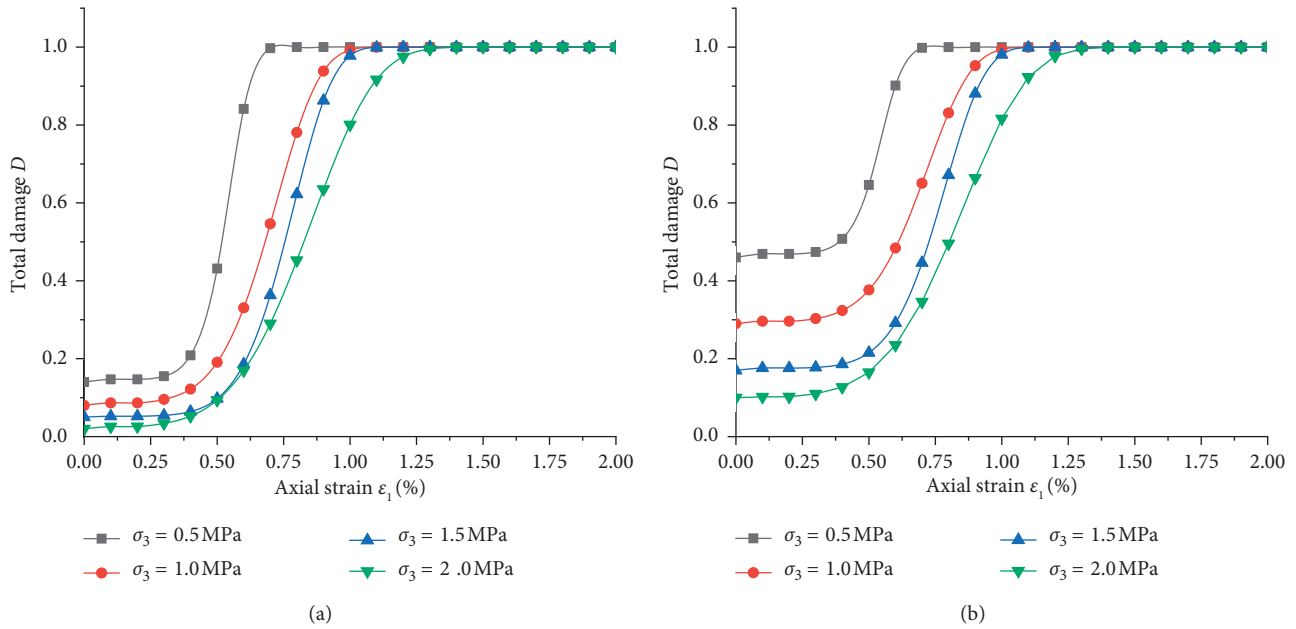 Total damage D
1.0
0.8
0.6
0.4
0.2
0.0
0.00 0.25 0.50 0.75 1.00 1.25 1.50 1.75 2.00
Axial strain ε₁ (%)
σ₃ = 0.5 MPa
σ₃ = 1.0 MPa
σ₃ = 1.5 MPa
σ₃ = 2 .0 MPa
(a)
Total damage D
1.0
0.8
0.6
0.4
0.2
0.0
0.00 0.25 0.50 0.75 1.00 1.25 1.50 1.75 2.00
Axial strain ε₁ (%)
σ₃ = 0.5 MPa
σ₃ = 1.0 MPa
σ₃ = 1.5 MPa
σ₃ = 2.0 MPa
(b)